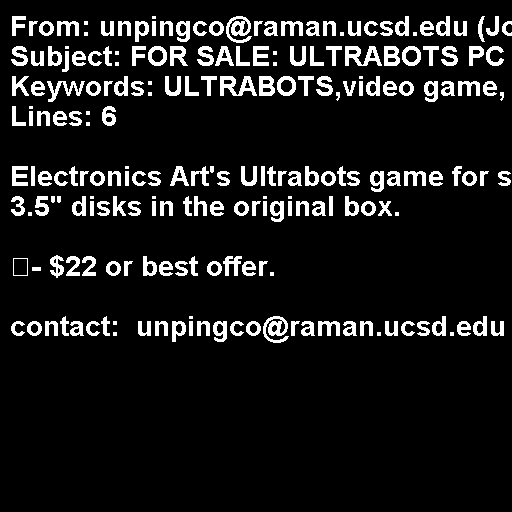 From: unpingco@raman.ucsd.edu (Jo
Subject: FOR SALE: ULTRABOTS PC
Keywords: ULTRABOTS,video game,
Lines: 6

Electronics Art's Ultrabots game for s
3.5" disks in the original box.

- $22 or best offer.

contact:  unpingco@raman.ucsd.edu